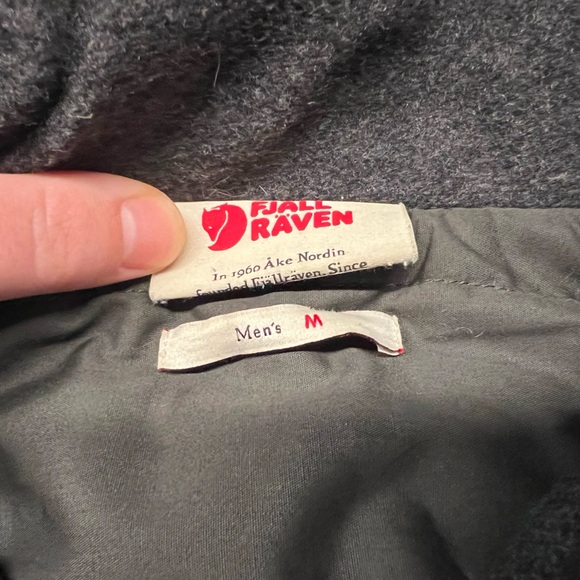 FJÄLL
RÄVEN
In 1960 Åke Nordin
founded Fjällräven. Since
Men's M